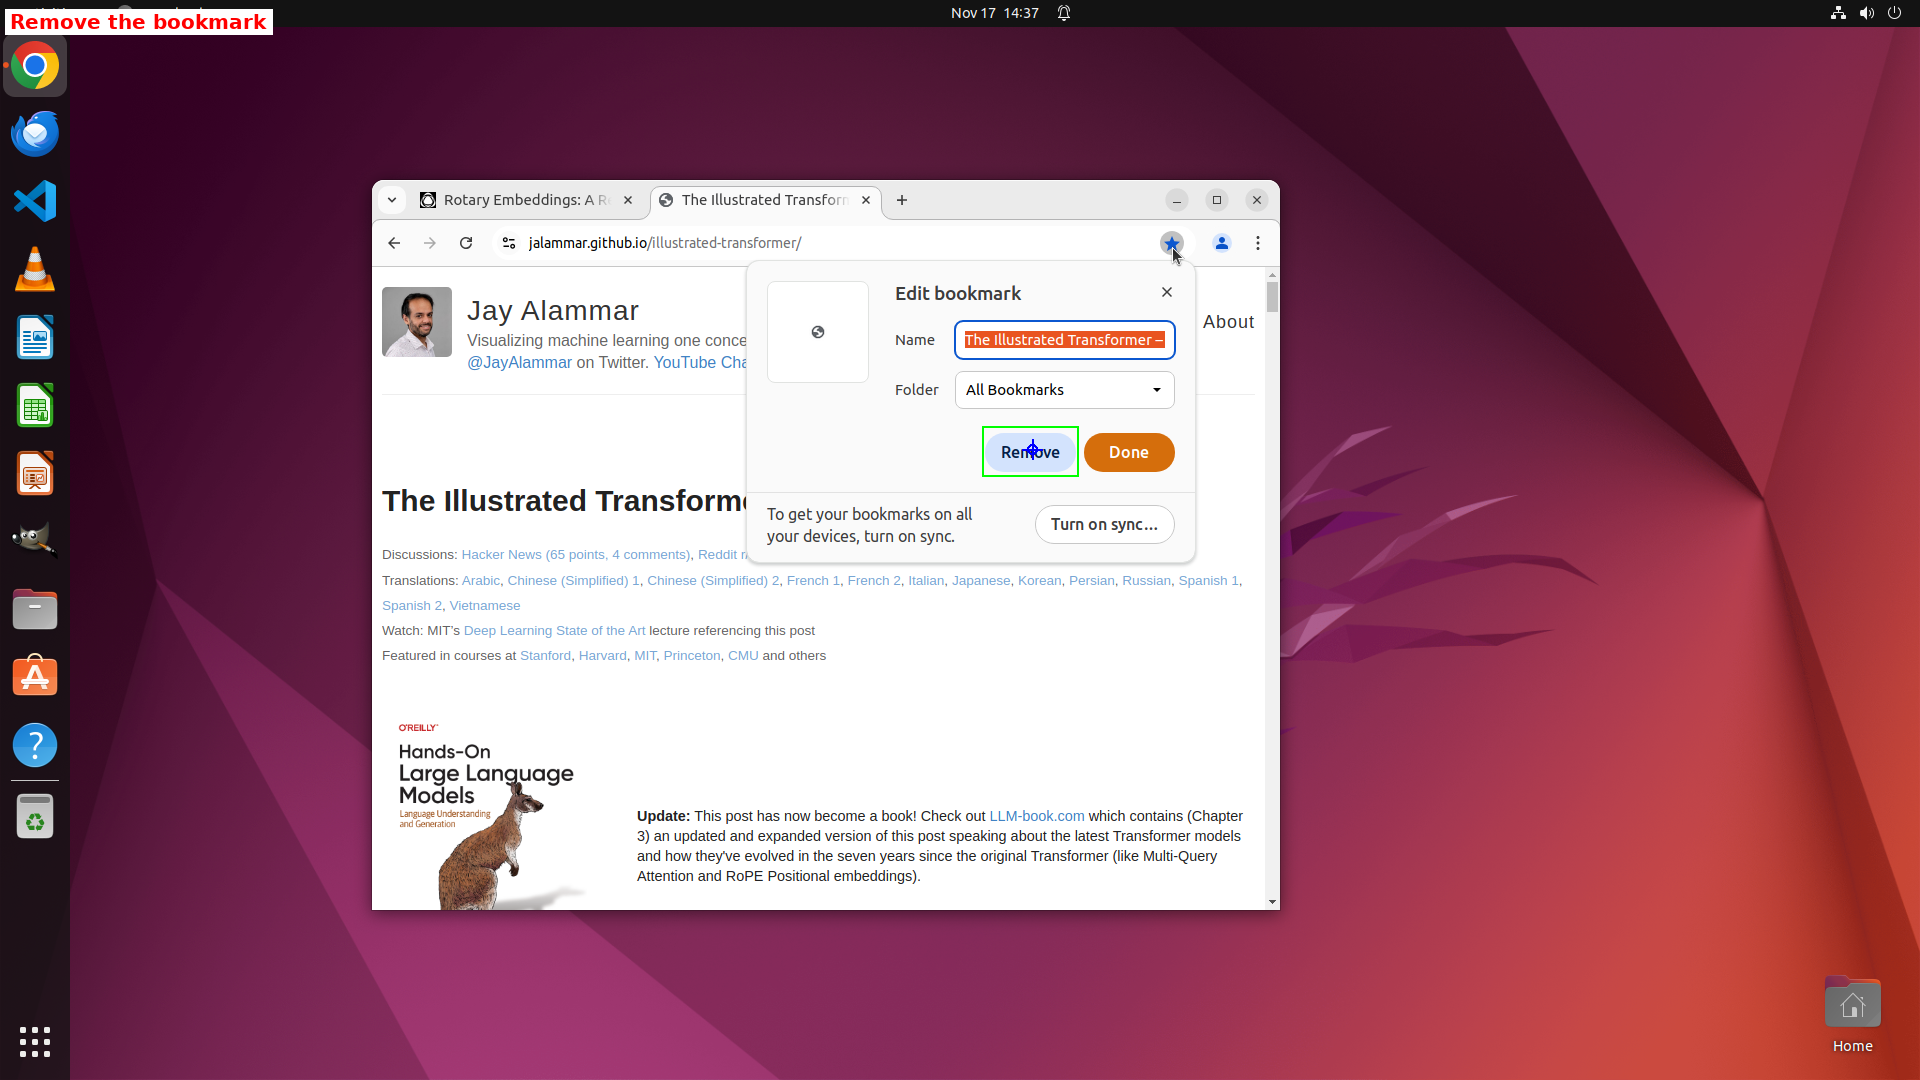 Remove the bookmark
Nov 17 14:37
Rotary Embeddings: A R
The Illustrated Transform
jalammar.github.io/illustrated-transformer/
Edit bookmark
Name
The Illustrated Transformer –
Folder
All Bookmarks
Remove
Done
To get your bookmarks on all
your devices, turn on sync.
Turn on sync...
Jay Alammar
Visualizing machine learning one conce
@JayAlammar on Twitter. YouTube Cha
About
The Illustrated Transforme
Discussions: Hacker News (65 points, 4 comments), Reddit r
Translations: Arabic, Chinese (Simplified) 1, Chinese (Simplified) 2, French 1, French 2, Italian, Japanese, Korean, Persian, Russian, Spanish 1,
Spanish 2, Vietnamese
Watch: MIT's Deep Learning State of the Art lecture referencing this post
Featured in courses at Stanford, Harvard, MIT, Princeton, CMU and others
O'REILLY
Hands-On
Large Language
Models
Language Understanding
and Generation
Update: This post has now become a book! Check out LLM-book.com which contains (Chapter
3) an updated and expanded version of this post speaking about the latest Transformer models
and how they've evolved in the seven years since the original Transformer (like Multi-Query
Attention and RoPE Positional embeddings).
Home